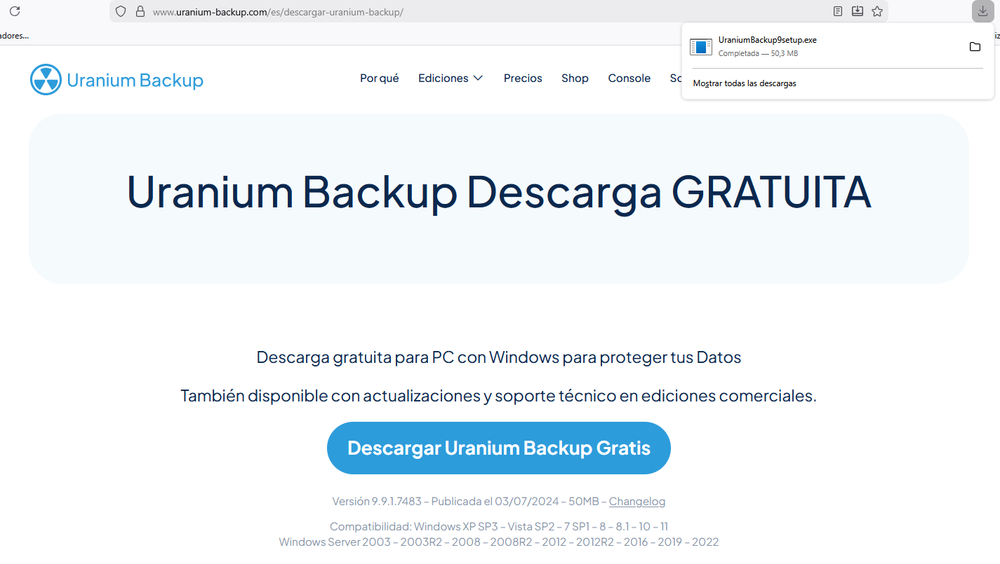 www.uranium-backup.com/es/descargar-uranium-backup/
adores...
UraniumBackup9setup.exe
Completada — 50,3 MB
Mostrar todas las descargas
Uranium Backup
Por qué Ediciones Precios Shop Console
Uranium Backup Descarga GRATUITA
Descarga gratuita para PC con Windows para proteger tus Datos
También disponible con actualizaciones y soporte técnico en ediciones comerciales.
Descargar Uranium Backup Gratis
Versión 9.9.1.7483 – Publicada el 03/07/2024 – 50MB – Changelog
Compatibilidad: Windows XP SP3 – Vista SP2 – 7 SP1 – 8 – 8.1 – 10 – 11
Windows Server 2003 – 2003R2 – 2008 – 2008R2 – 2012 – 2012R2 – 2016 – 2019 – 2022